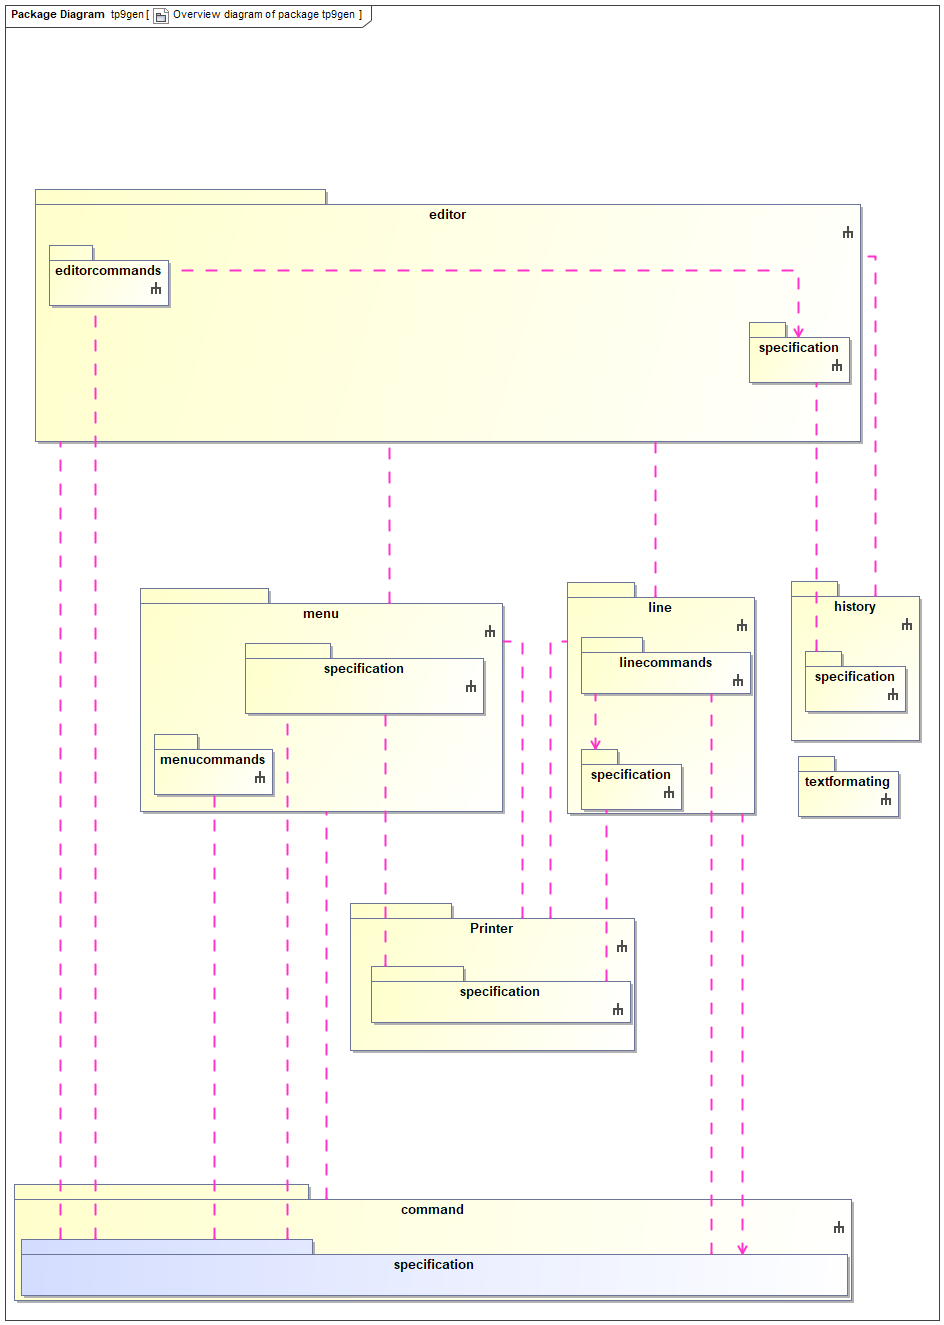 Package Diagram tp9gen [ Overview diagram of package tp9gen ]
editor
editorcommands
specification
menu
specification
menucommands
line
linecommands
specification
history
specification
textformating
Printer
specification
command
specification